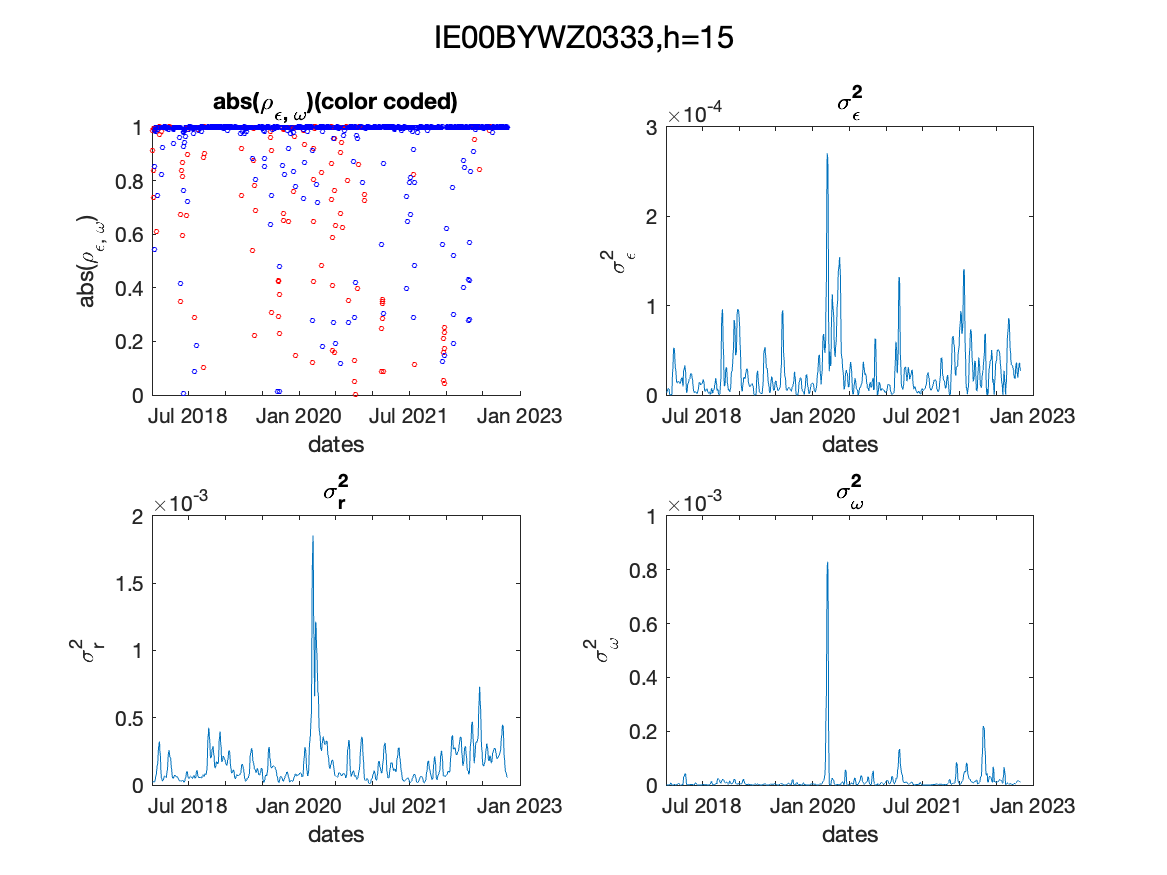 IE00BYWZ0333,h=15
abs(ρ_ϵ, ω)(color coded)
abs(ρ_ϵ, ω)
1
0.8
0.6
0.4
0.2
0
Jul 2018 Jan 2020 Jul 2021 Jan 2023
dates
σ²_ϵ
×10⁻⁴
σ²_ϵ
3
2
1
0
Jul 2018 Jan 2020 Jul 2021 Jan 2023
dates
σ²_r
×10⁻³
σ²_r
2
1.5
1
0.5
0
Jul 2018 Jan 2020 Jul 2021 Jan 2023
dates
σ²_ω
×10⁻³
σ²_ω
1
0.8
0.6
0.4
0.2
0
Jul 2018 Jan 2020 Jul 2021 Jan 2023
dates